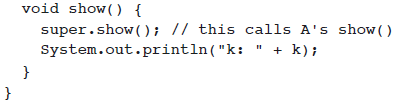 void show() {
super.show(); // this calls A's show()
System.out.println("k: " + k);
}
}